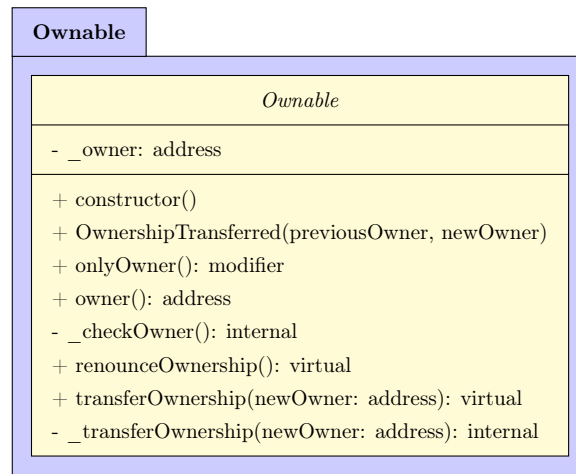 Ownable
Ownable
- _owner: address
+ constructor()
+ OwnershipTransferred(previousOwner, newOwner)
+ onlyOwner(): modifier
+ owner(): address
- _checkOwner(): internal
+ renounceOwnership(): virtual
+ transferOwnership(newOwner: address): virtual
- _transferOwnership(newOwner: address): internal